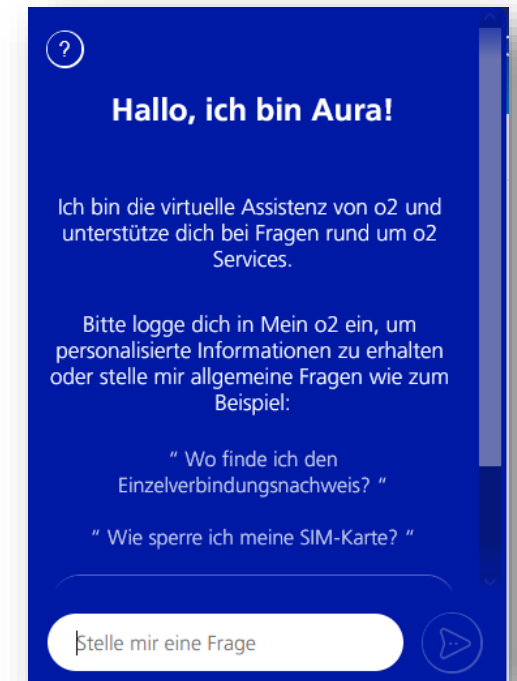 ?
Hallo, ich bin Aura!
Ich bin die virtuelle Assistenz von o2 und
unterstütze dich bei Fragen rund um o2
Services.
Bitte logge dich in Mein o2 ein, um
personalisierte Informationen zu erhalten
oder stelle mir allgemeine Fragen wie zum
Beispiel:
“ Wo finde ich den
Einzelverbindungsnachweis? “
“ Wie sperre ich meine SIM-Karte? “
Stelle mir eine Frage